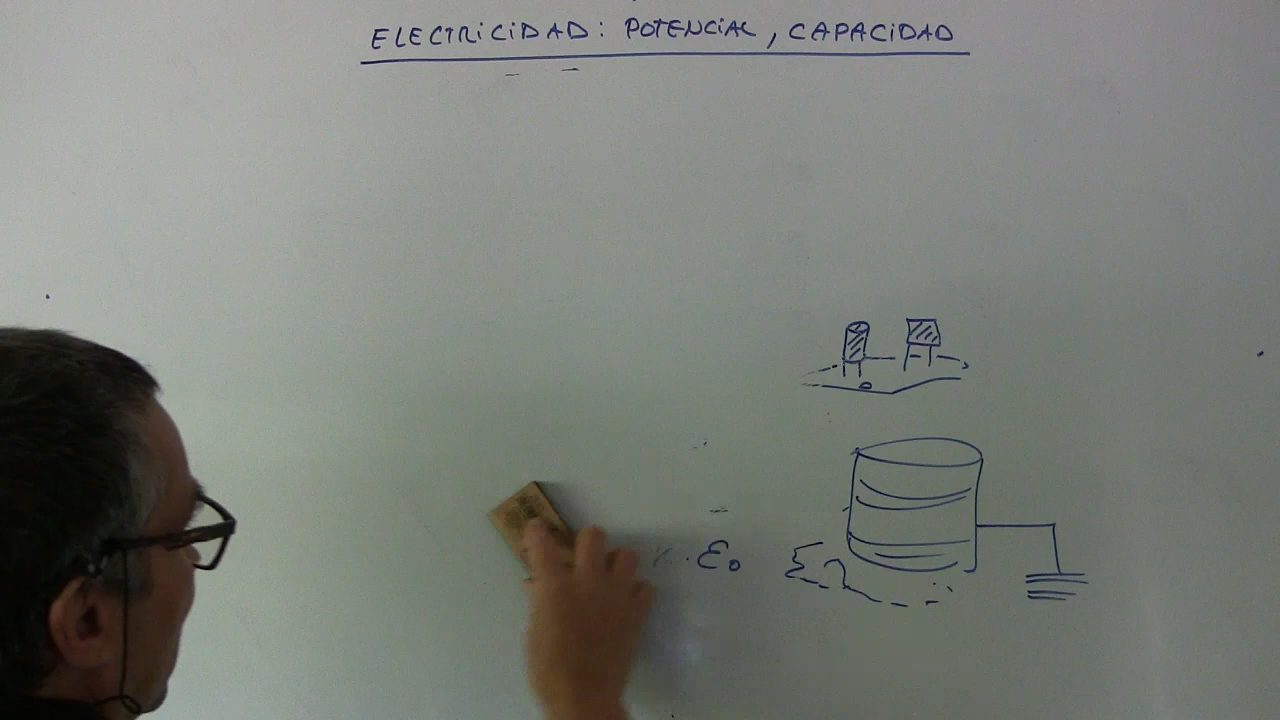 ELECTRICIDAD: POTENCIAL, CAPACIDAD
K · ε₀